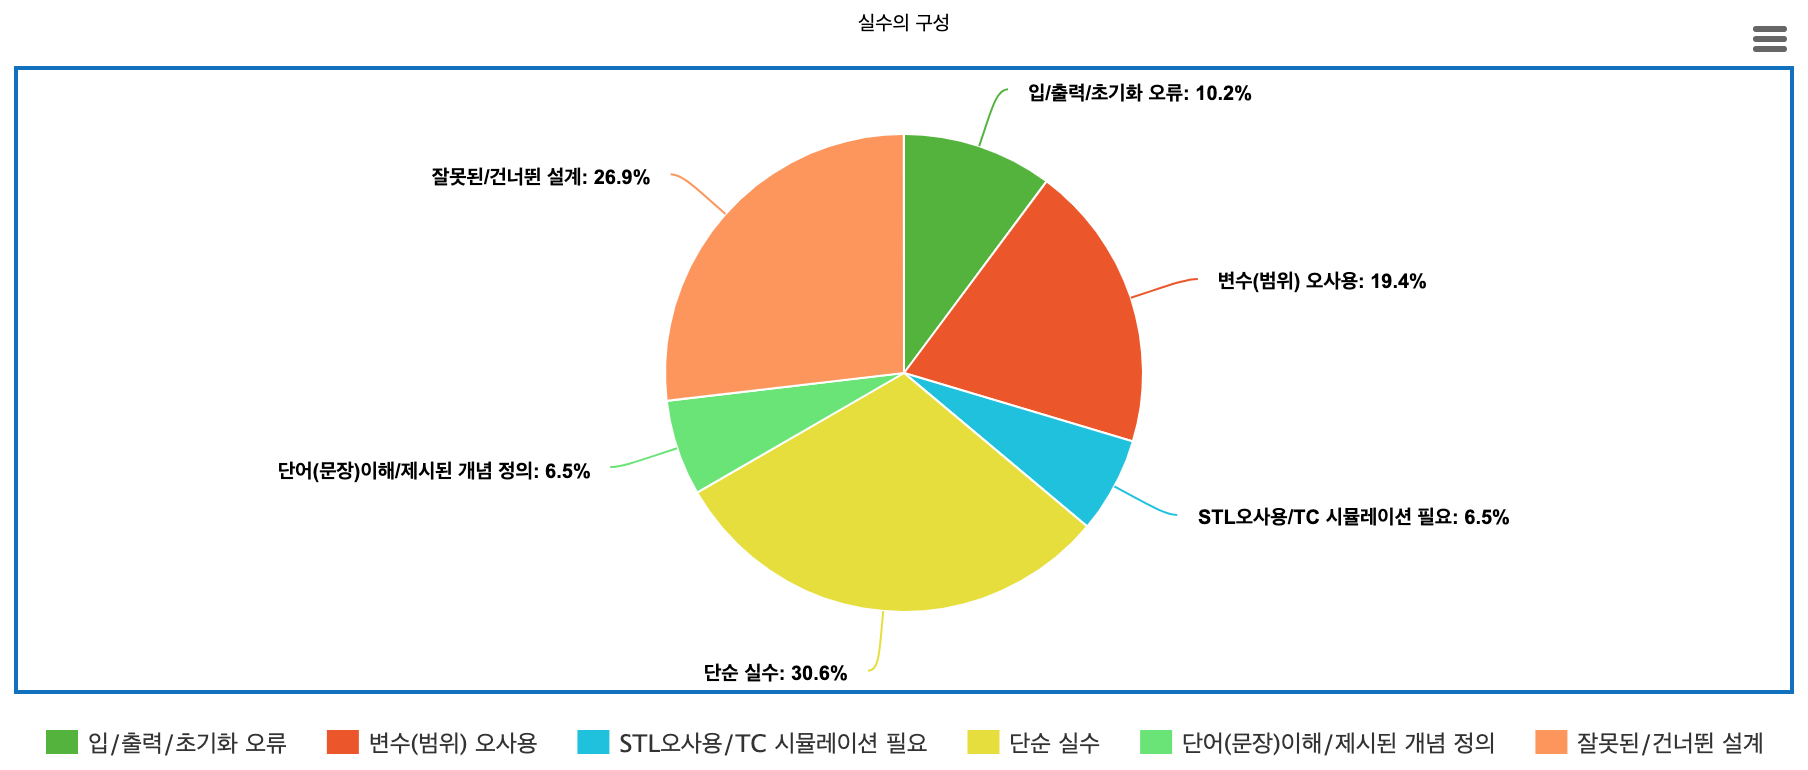 실수의 구성
입/출력/초기화 오류: 10.2%
잘못된/건너뛴 설계: 26.9%
변수(범위) 오사용: 19.4%
단어(문장)이해/제시된 개념 정의: 6.5%
STL오사용/TC 시뮬레이션 필요: 6.5%
단순 실수: 30.6%
입/출력/초기화 오류
변수(범위) 오사용
STL오사용/TC 시뮬레이션 필요
단순 실수
단어(문장)이해/제시된 개념 정의
잘못된/건너뛴 설계